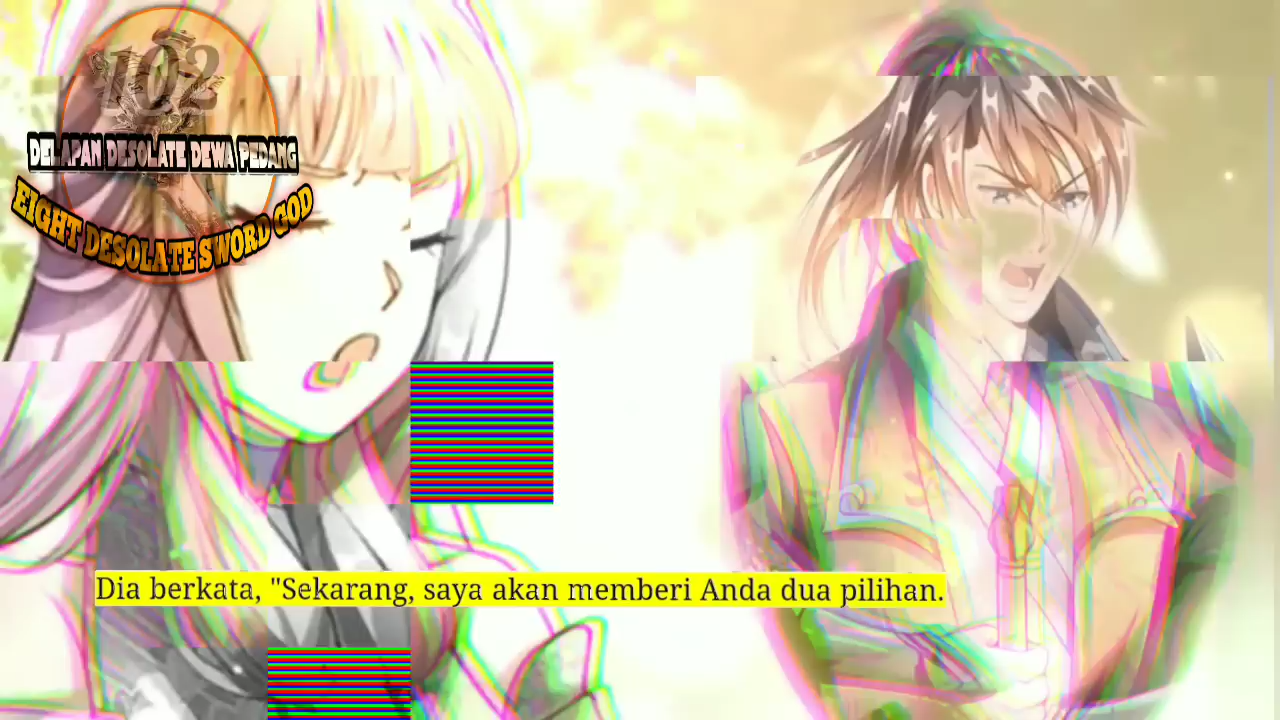 102
DELAPAN DESOLATE DEWA PEDANG
EIGHT DESOLATE SWORD GOD
Dia berkata, "Sekarang, saya akan memberi Anda dua pilihan.